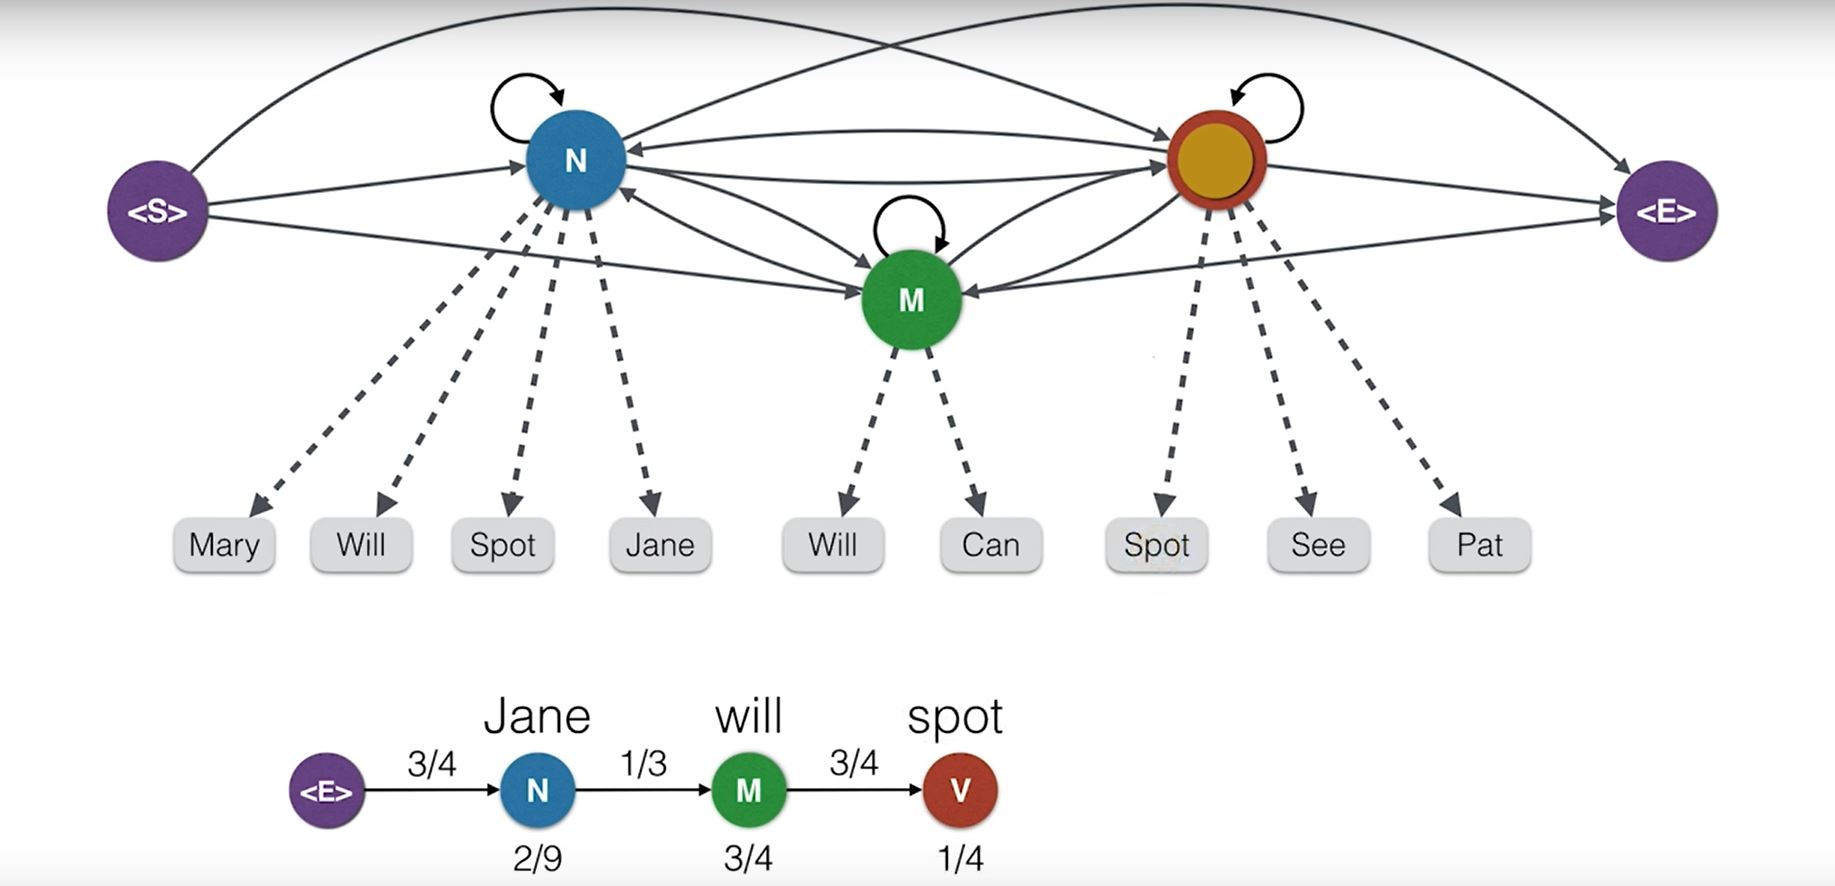 N
<S>
<E>
M
Mary Will Spot Jane Will Can Spot See Pat
Jane will spot
3/4 1/3 3/4
<E> N M V
2/9 3/4 1/4